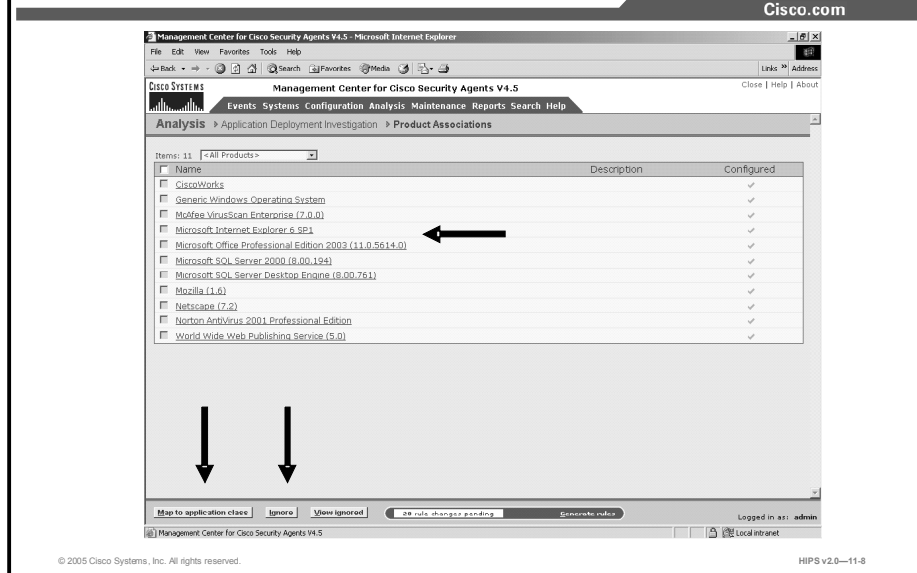 Cisco.com
Management Center for Cisco Security Agents V4.5 - Microsoft Internet Explorer
File Edit View Favorites Tools Help
Back Search Favorites Media Links » Address
CISCO SYSTEMS
Management Center for Cisco Security Agents V4.5
Close | Help | About
Events Systems Configuration Analysis Maintenance Reports Search Help
Analysis Application Deployment Investigation Product Associations
Items: 11 <All Products>
Name Description Configured
CiscoWorks
Generic Windows Operating System
McAfee VirusScan Enterprise (7.0.0)
Microsoft Internet Explorer 6 SP1
Microsoft Office Professional Edition 2003 (11.0.5614.0)
Microsoft SQL Server 2000 (8.00.194)
Microsoft SQL Server Desktop Engine (8.00.761)
Mozilla (1.6)
Netscape (7.2)
Norton AntiVirus 2001 Professional Edition
World Wide Web Publishing Service (5.0)
Map to application class Ignore View ignored 28 rule changes pending Generate rules
Logged in as: admin
Management Center for Cisco Security Agents V4.5 Local intranet
© 2005 Cisco Systems, Inc. All rights reserved. HIPS v2.0—11-8